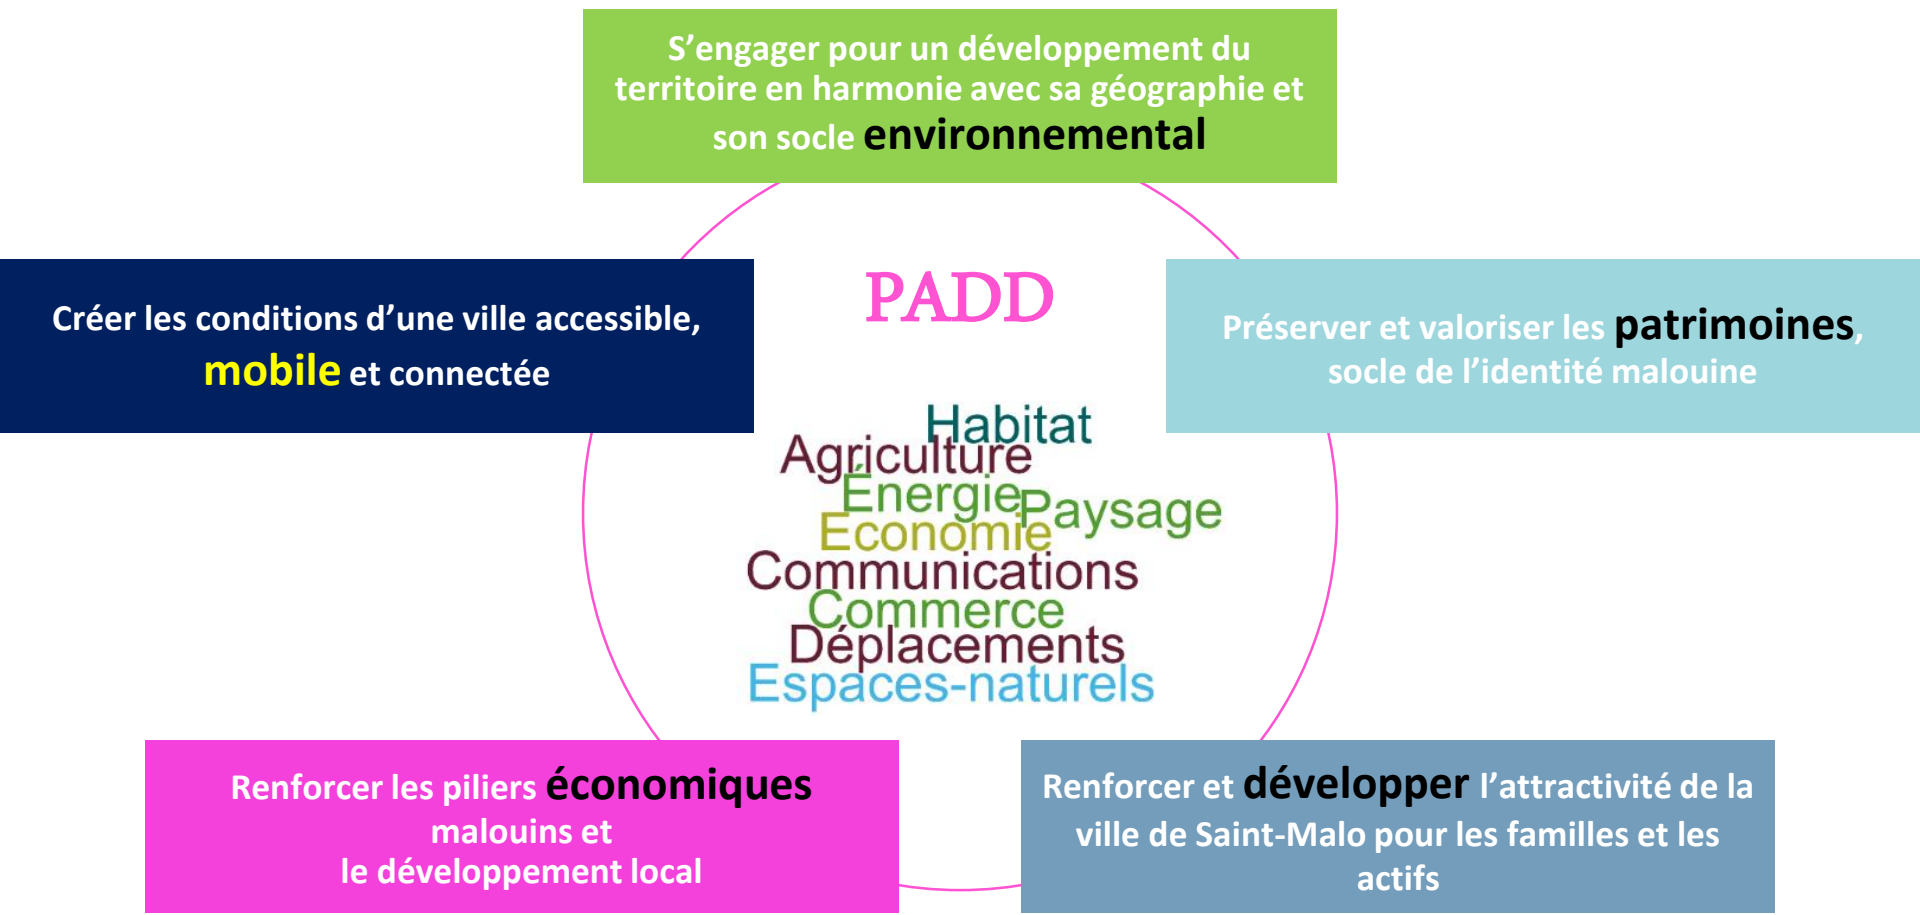 S’engager pour un développement du
territoire en harmonie avec sa géographie et
son socle environnemental
Créer les conditions d’une ville accessible,
mobile et connectée
PADD
Préserver et valoriser les patrimoines,
socle de l’identité malouine
Habitat
Agriculture
Énergie
Paysage
Economie
Communications
Commerce
Déplacements
Espaces-naturels
Renforcer les piliers économiques
malouins et
le développement local
Renforcer et développer l’attractivité de la
ville de Saint-Malo pour les familles et les
actifs